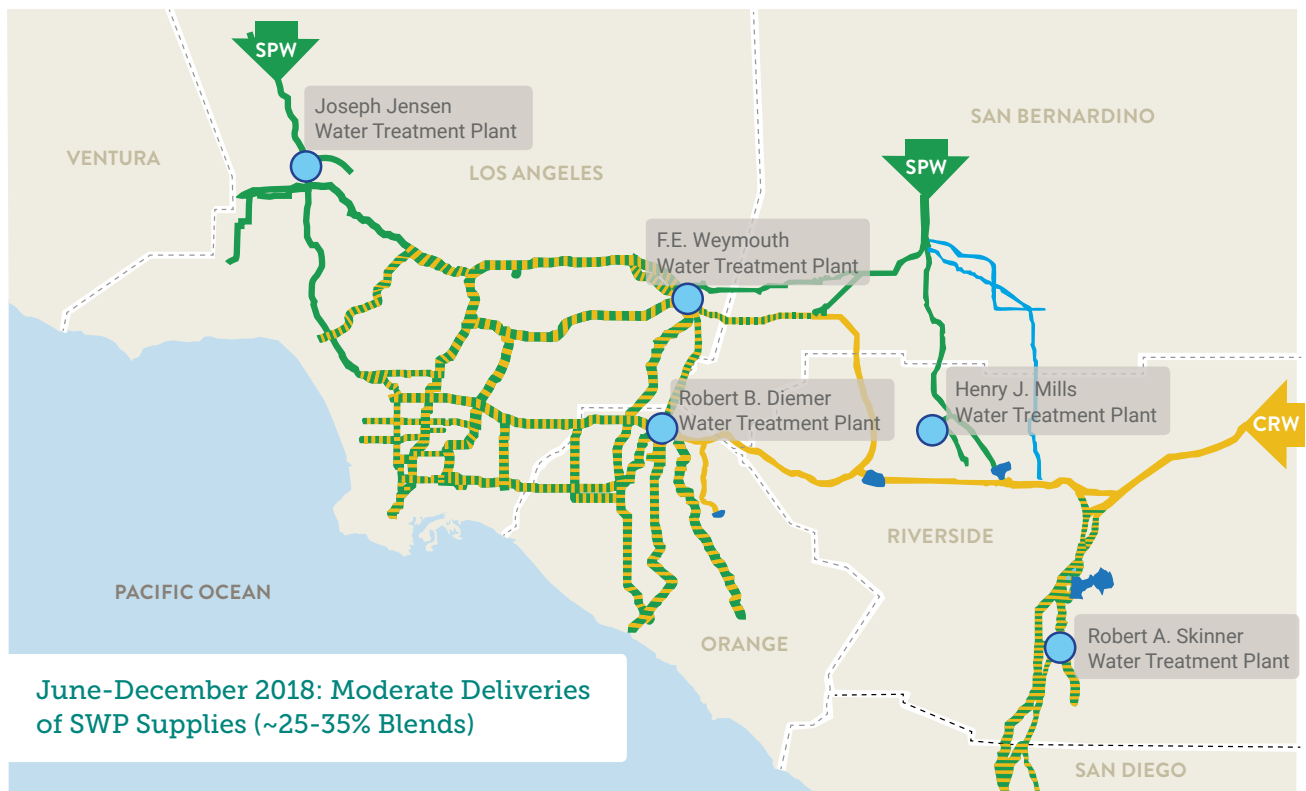 SPW
Joseph Jensen
Water Treatment Plant
SAN BERNARDINO
VENTURA
LOS ANGELES
SPW
F.E. Weymouth
Water Treatment Plant
Robert B. Diemer
Water Treatment Plant
Henry J. Mills
Water Treatment Plant
CRW
RIVERSIDE
PACIFIC OCEAN
ORANGE
Robert A. Skinner
Water Treatment Plant
June-December 2018: Moderate Deliveries
of SWP Supplies (~25-35% Blends)
SAN DIEGO